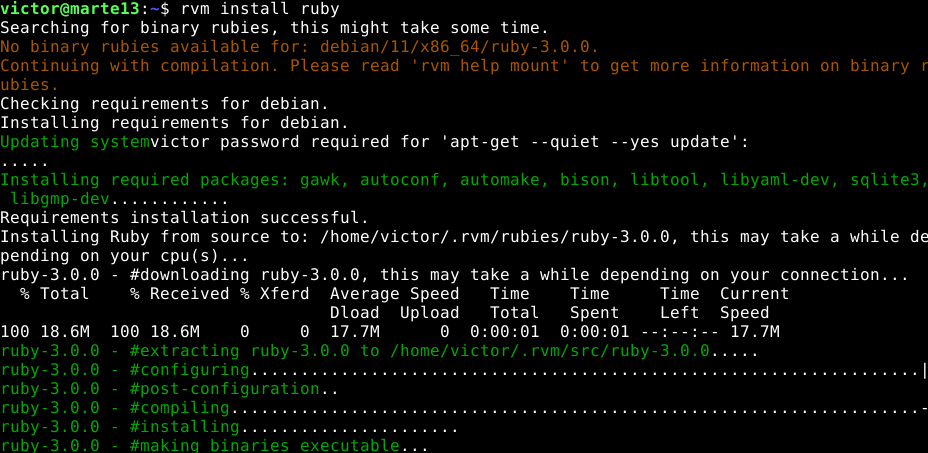 victor@marte13:~$ rvm install ruby
Searching for binary rubies, this might take some time.
No binary rubies available for: debian/11/x86_64/ruby-3.0.0.
Continuing with compilation. Please read 'rvm help mount' to get more information on binary r
ubies.
Checking requirements for debian.
Installing requirements for debian.
Updating systemvictor password required for 'apt-get --quiet --yes update':
.....
Installing required packages: gawk, autoconf, automake, bison, libtool, libyaml-dev, sqlite3,
 libgmp-dev............
Requirements installation successful.
Installing Ruby from source to: /home/victor/.rvm/rubies/ruby-3.0.0, this may take a while de
pending on your cpu(s)...
ruby-3.0.0 - #downloading ruby-3.0.0, this may take a while depending on your connection...
  % Total    % Received % Xferd  Average Speed   Time    Time     Time  Current
                                 Dload  Upload   Total   Spent    Left  Speed
100 18.6M  100 18.6M    0     0  17.7M      0  0:00:01  0:00:01 --:--:-- 17.7M
ruby-3.0.0 - #extracting ruby-3.0.0 to /home/victor/.rvm/src/ruby-3.0.0.....
ruby-3.0.0 - #configuring...................................................................|
ruby-3.0.0 - #post-configuration..
ruby-3.0.0 - #compiling.....................................................................-
ruby-3.0.0 - #installing......................
ruby-3.0.0 - #making binaries executable...